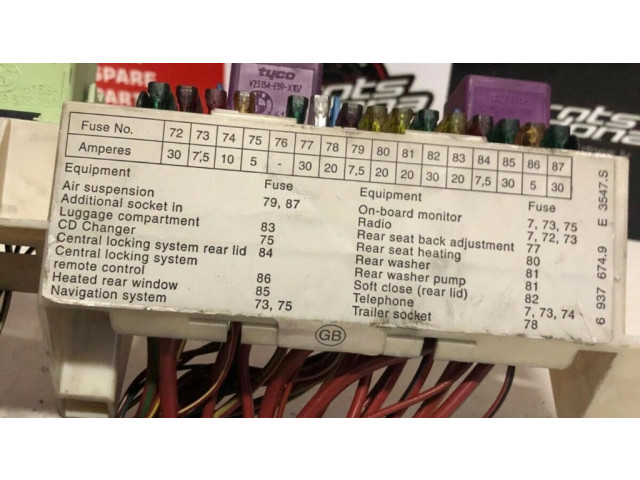 SPARE
PART
tyco
nts
ona
Fuse No. 72 73 74 75 76 77 78 79 80 81 82 83 84 85 86 87
Amperes 30 7,5 10 5 - 30 20 7,5 20 20 30 20 7,5 30 5 30
Equipment Fuse
Air suspension 79, 87
Additional socket in
Luggage compartment 83
CD Changer 75
Central locking system rear lid 84
Central locking system
remote control 86
Heated rear window 85
Navigation system 73, 75
Equipment Fuse
On-board monitor 7, 73, 75
Radio 7, 72, 73
Rear seat back adjustment 77
Rear seat heating 80
Rear washer 81
Rear washer pump 81
Soft close (rear lid) 82
Telephone 7, 73, 74
Trailer socket 78
6 937 674.9 E 3547.S
GB